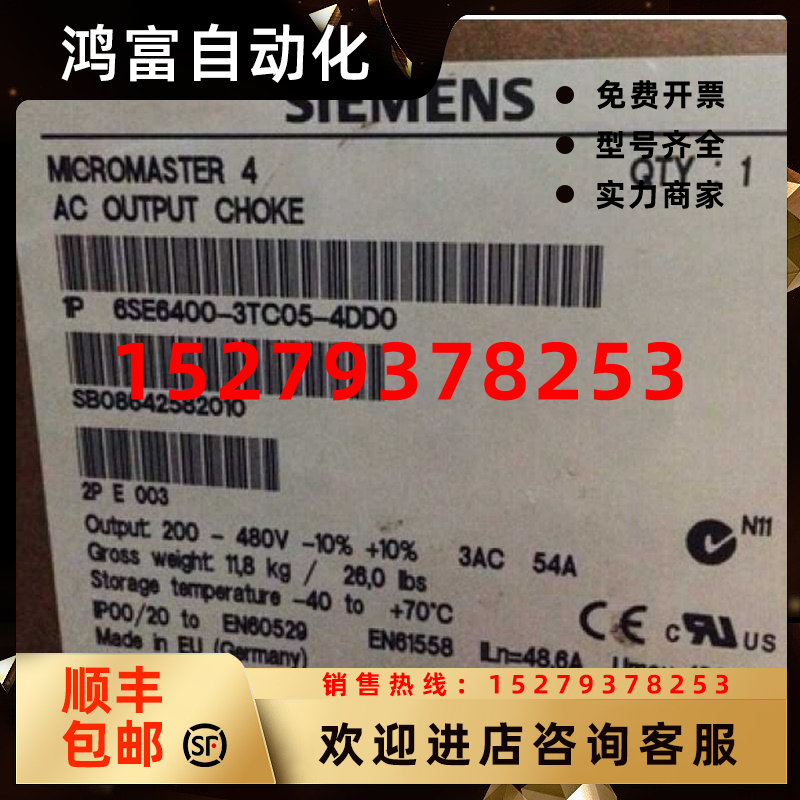 鸿富自动化
SIEMENS
免费开票
型号齐全
实力商家
MICROMASTER 4
QTY : 1
AC OUTPUT CHOKE
1P 6SE6400-3TC05-4DD0
15279378253
SB08642582010
2P E 003
Output: 200 - 480V -10% +10% 3AC 54A
N11
Gross weight: 11,8 kg / 26,0 lbs
Storage temperature -40 to +70°C
IP00/20 to EN60529 EN61558 ILn=48.6A
CE
c UR US
Made in EU (Germany)
顺丰
包邮
SF
销售热线：15279378253
欢迎进店咨询客服